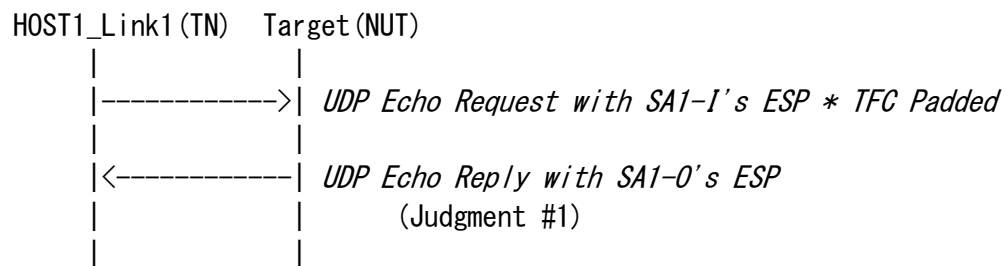 HOST1_Link1(TN) Target(NUT)
| |
|------------->| UDP Echo Request with SA1-I's ESP * TFC Padded
| |
|<-------------| UDP Echo Reply with SA1-O's ESP
| | (Judgment #1)
| |